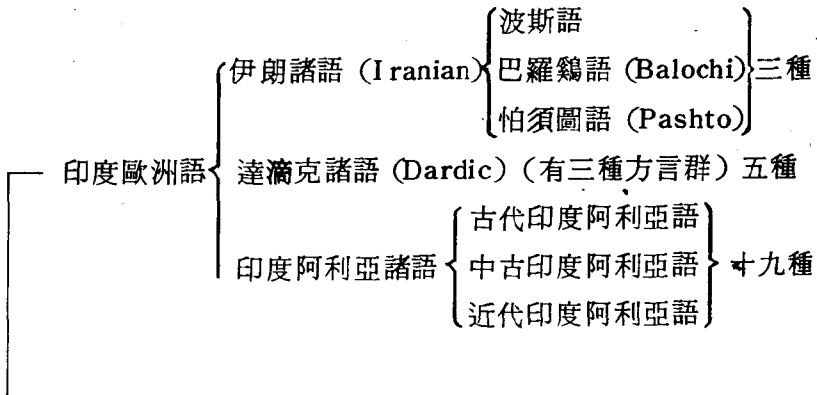 波斯語
伊朗諸語 (Iranian) 巴羅鷄語 (Balochi) 三種
怕須圖語 (Pashto)
印度歐洲語 達滴克諸語 (Dardic) (有三種方言群) 五種
古代印度阿利亞語
印度阿利亞諸語 中古印度阿利亞語 十九種
近代印度阿利亞語